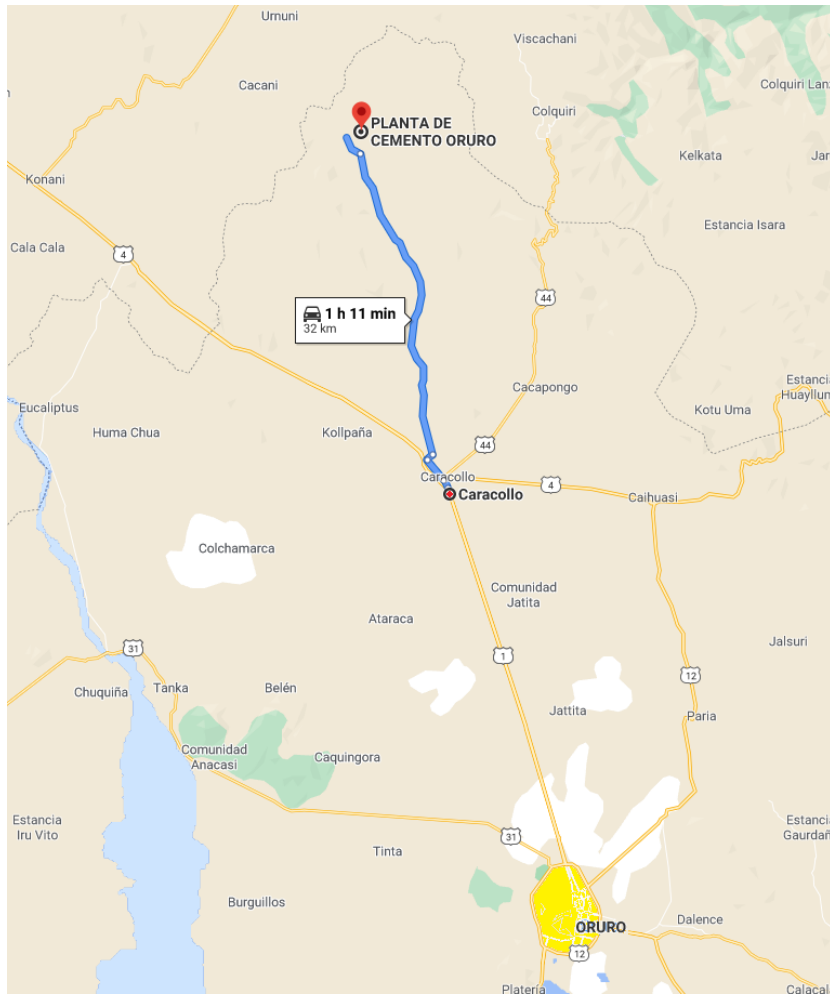 Urnuni
Viscachani
Cacani
Colquiri Lan
PLANTA DE
CEMENTO ORURO
Colquiri
Kelkata
Jar
Konani
Estancia Isara
Cala Cala
4
44
1 h 11 min
32 km
Estancia
Huayllun
Cacapongo
Eucaliptus
Kotu Uma
Huma Chua
Kollpaña
44
Caracollo
4
Caracollo
Caihuasi
Colchamarca
Comunidad
Jatita
Ataraca
31
1
Jalsuri
12
Chuquiña
Tanka
Belén
Jattita
Paria
Comunidad
Anacasi
Caquingora
Estancia
Iru Vito
31
Estancia
Gaurdañ
Tinta
Burguillos
ORURO
Dalence
12
Platería
Calacala